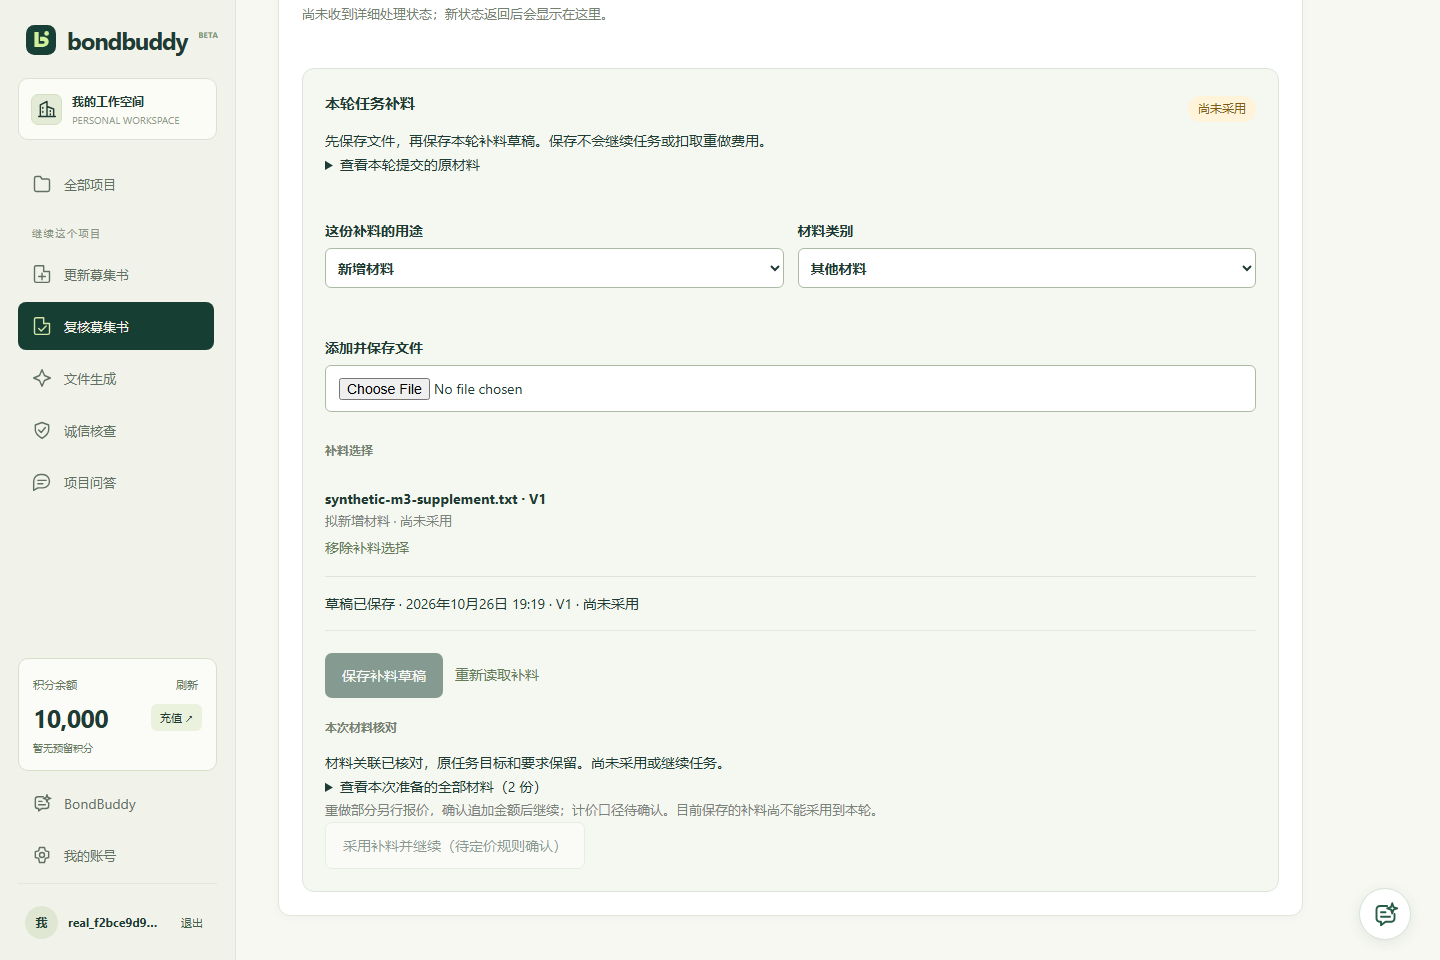 bondbuddy BETA
我的工作空间
PERSONAL WORKSPACE
全部项目
继续这个项目
更新募集书
复核募集书
文件生成
诚信核查
项目问答
积分余额 刷新
10,000 充值 ↗
暂无预留积分
BondBuddy
我的账号
我 real_f2bce9d9... 退出
尚未收到详细处理状态；新状态返回后会显示在这里。
本轮任务补料
尚未采用
先保存文件，再保存本轮补料草稿。保存不会继续任务或扣取重做费用。
▶ 查看本轮提交的原材料
这份补料的用途 材料类别
新增材料 其他材料
添加并保存文件
Choose File No file chosen
补料选择
synthetic-m3-supplement.txt · V1
拟新增材料 · 尚未采用
移除补料选择
草稿已保存 · 2026年10月26日 19:19 · V1 · 尚未采用
保存补料草稿 重新读取补料
本次材料核对
材料关联已核对，原任务目标和要求保留。尚未采用或继续任务。
▶ 查看本次准备的全部材料（2 份）
重做部分另行报价，确认追加金额后继续；计价口径待确认。目前保存的补料尚不能采用到本轮。
采用补料并继续（待定价规则确认）